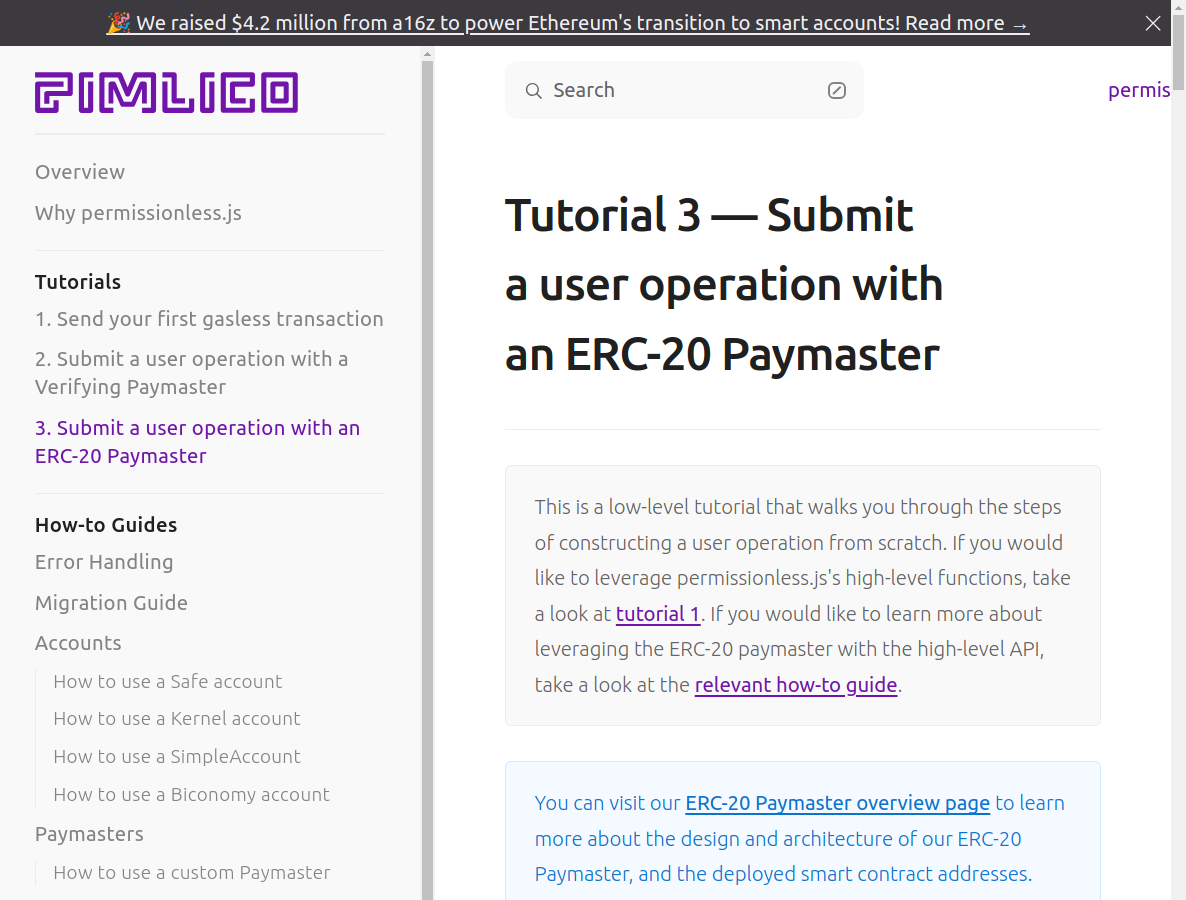 🎉 We raised $4.2 million from a16z to power Ethereum's transition to smart accounts! Read more →
PIMLICO
Overview
Why permissionless.js
Tutorials
1. Send your first gasless transaction
2. Submit a user operation with a
Verifying Paymaster
3. Submit a user operation with an
ERC-20 Paymaster
How-to Guides
Error Handling
Migration Guide
Accounts
How to use a Safe account
How to use a Kernel account
How to use a SimpleAccount
How to use a Biconomy account
Paymasters
How to use a custom Paymaster
Search
permis
Tutorial 3 — Submit
a user operation with
an ERC-20 Paymaster
This is a low-level tutorial that walks you through the steps
of constructing a user operation from scratch. If you would
like to leverage permissionless.js's high-level functions, take
a look at tutorial 1. If you would like to learn more about
leveraging the ERC-20 paymaster with the high-level API,
take a look at the relevant how-to guide.
You can visit our ERC-20 Paymaster overview page to learn
more about the design and architecture of our ERC-20
Paymaster, and the deployed smart contract addresses.